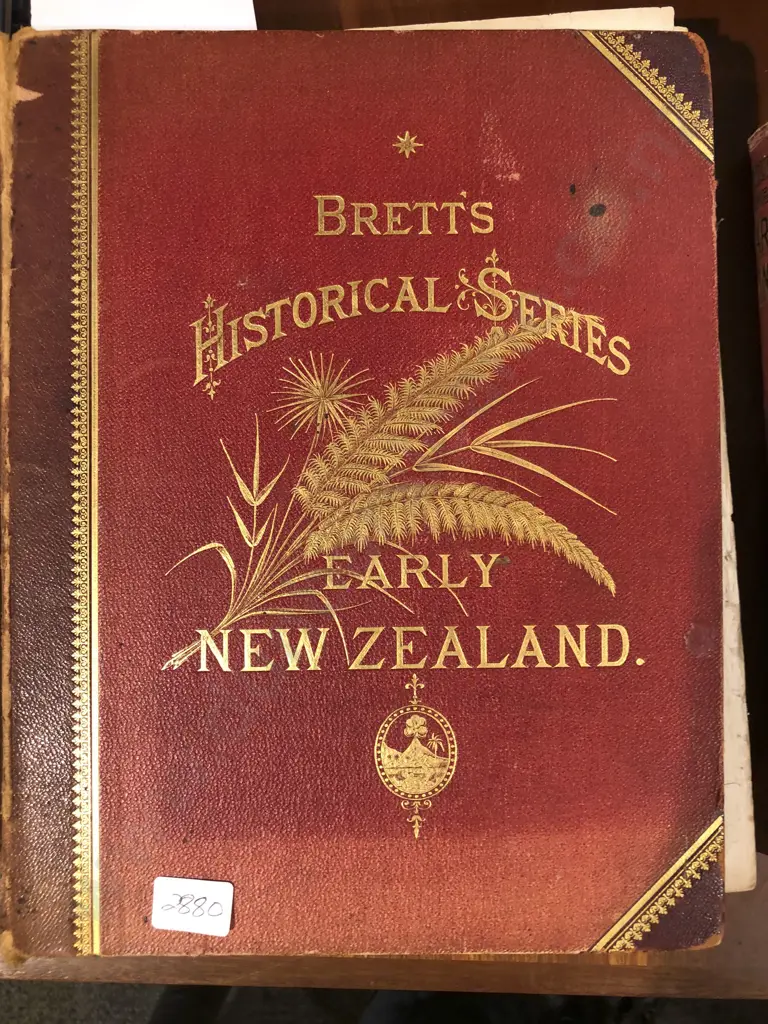 BRETT'S
HISTORICAL SERIES
EARLY
NEW ZEALAND.
2880